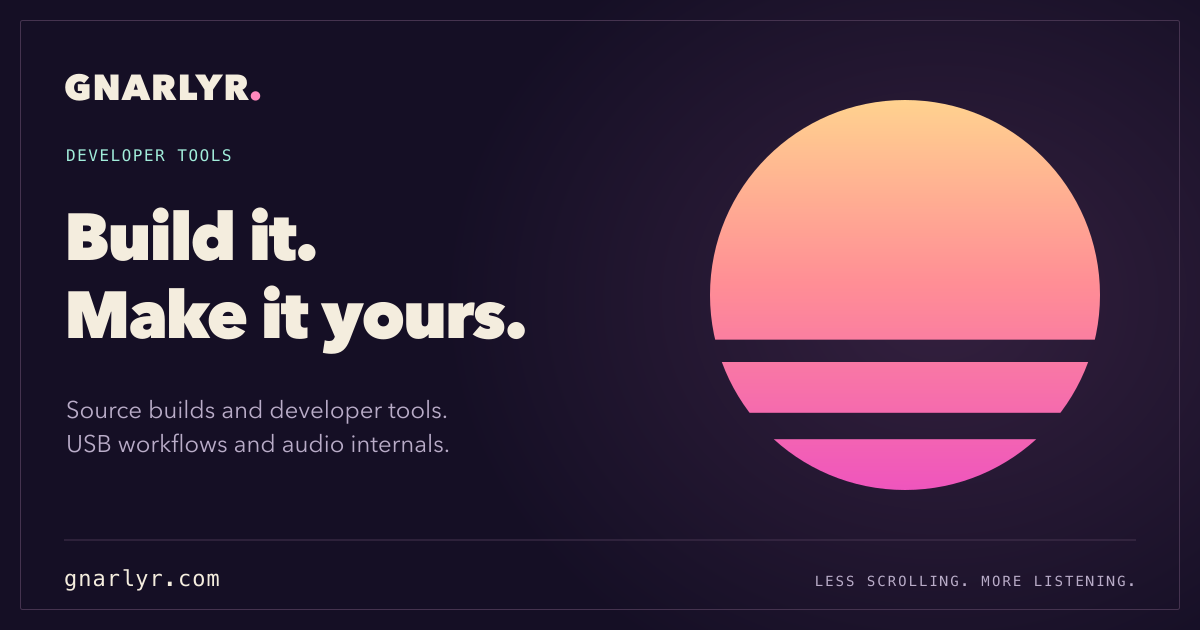 GNARLYR.
DEVELOPER TOOLS
Build it.
Make it yours.
Source builds and developer tools.
USB workflows and audio internals.
gnarlyr.com
LESS SCROLLING. MORE LISTENING.